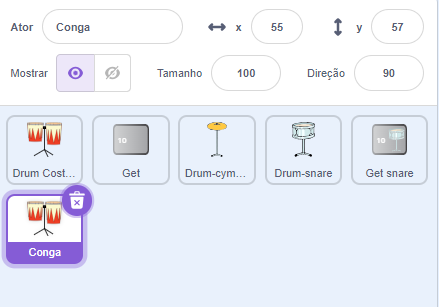 Ator Conga x 55 y 57
Mostrar Tamanho 100 Direção 90
10 10
Drum Cost... Get Drum-cym... Drum-snare Get snare
Conga